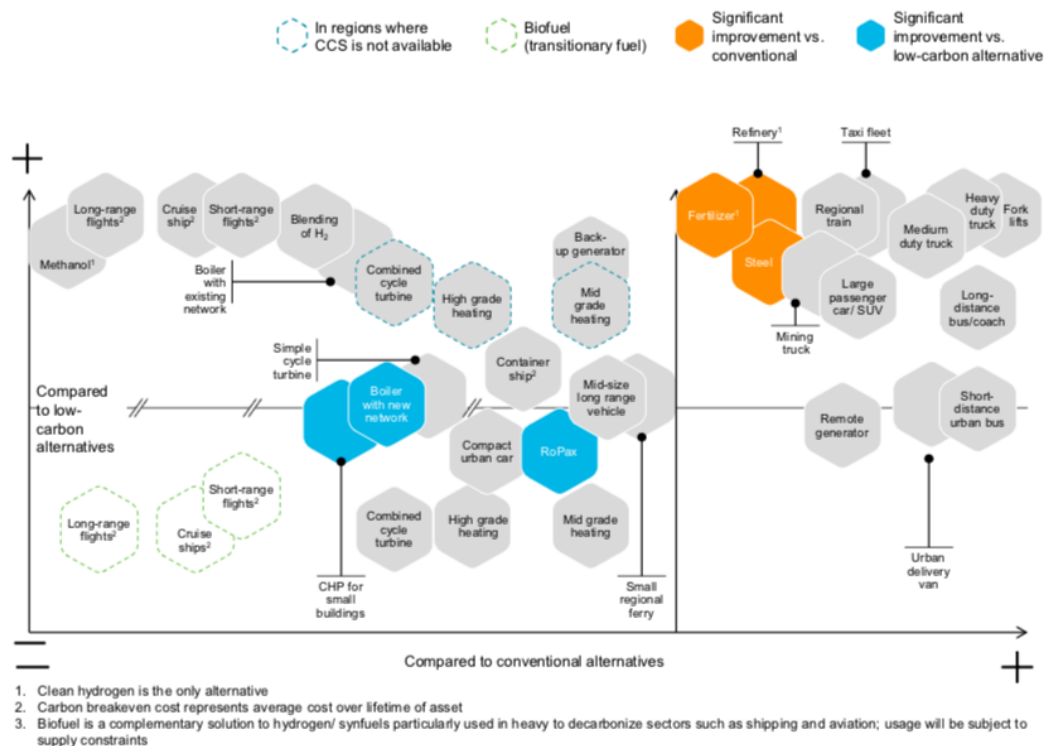 In regions where
CCS is not available
Biofuel
(transitionary fuel)
Significant
improvement vs.
conventional
Significant
improvement vs.
low-carbon alternative
Refinery1
Taxi fleet
Long-range
flights2
Cruise
ship2
Short-range
flights2
Blending
of H2
Methanol1
Boiler
with
existing
network
Combined
cycle
turbine
High grade
heating
Back-
up generator
Mid
grade
heating
Fertilizer1
Steel
Regional
train
Medium
duty truck
Heavy
duty
truck
Fork
lifts
Large
passenger
car/ SUV
Long-
distance
bus/coach
Mining
truck
Simple
cycle
turbine
Container
ship2
Compared
to low-
carbon
alternatives
Boiler
with new
network
Mid-size
long range
vehicle
Compact
urban car
RoPax
Remote
generator
Short-
distance
urban bus
Short-range
flights2
Long-range
flights2
Cruise
ships2
Combined
cycle
turbine
High grade
heating
Mid grade
heating
CHP for
small
buildings
Small
regional
ferry
Urban
delivery
van
Compared to conventional alternatives
1. Clean hydrogen is the only alternative
2. Carbon breakeven cost represents average cost over lifetime of asset
3. Biofuel is a complementary solution to hydrogen/ synfuels particularly used in heavy to decarbonize sectors such as shipping and aviation; usage will be subject to
supply constraints